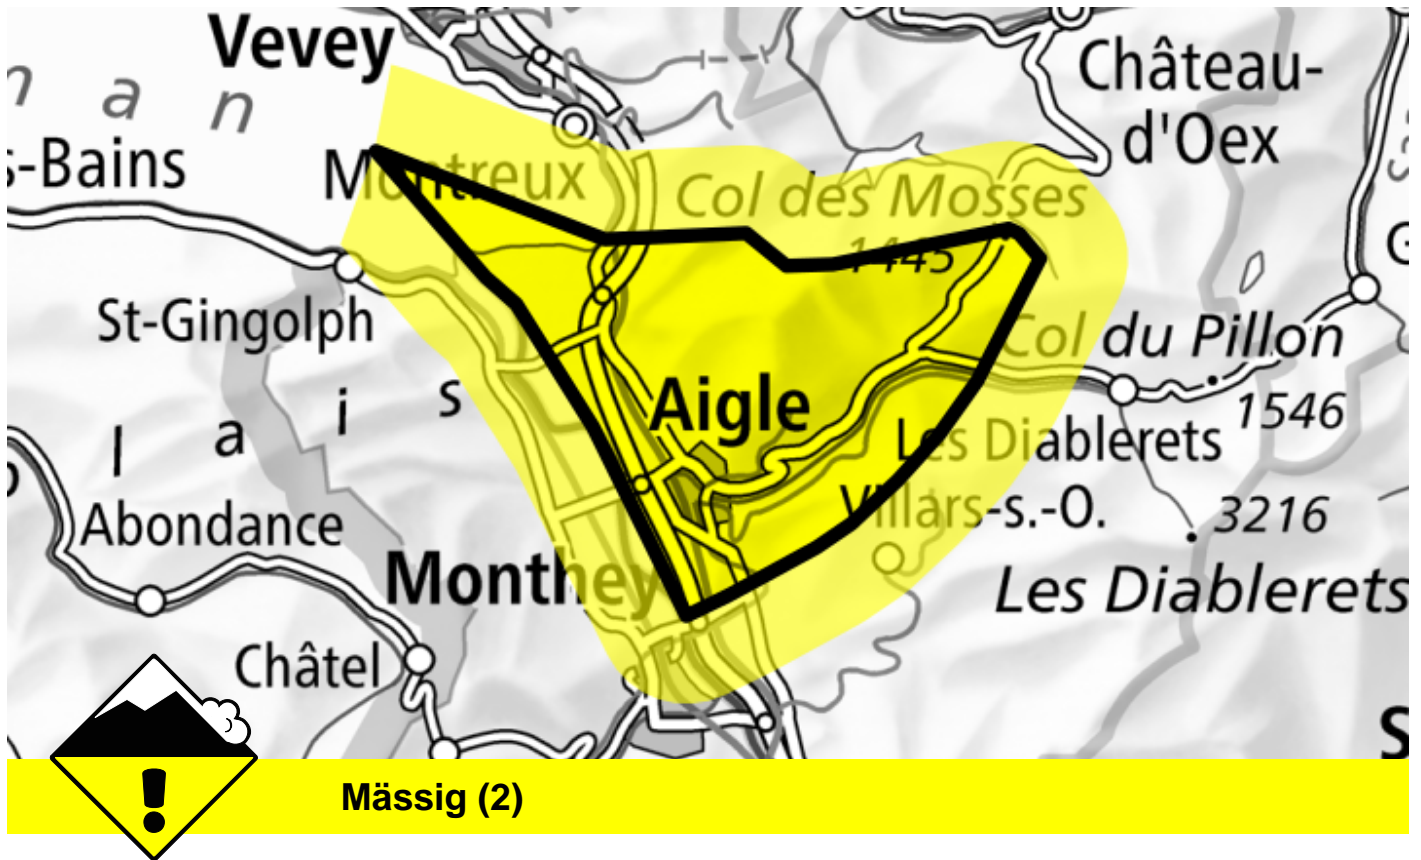 Vevey
Château-
d'Oex
n a n
s-Bains
Montreux
Col des Mosses
1445
St-Gingolph
Col du Pillon
1546
l a i s
Aigle
Les Diablerets
Villars-s.-O.
3216
Abondance
Monthey
Les Diablerets
Châtel
S
G
Mässig (2)